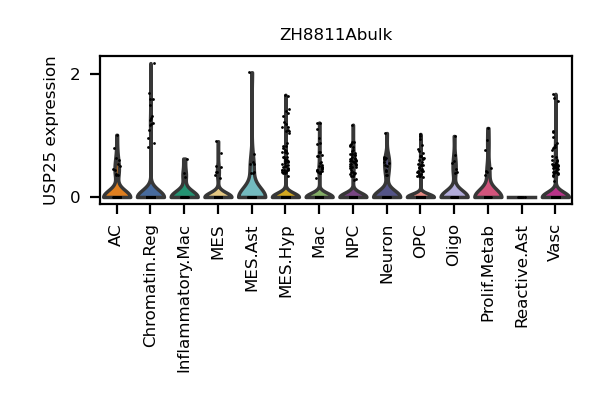 ZH8811Abulk
USP25 expression
2
0
AC
Chromatin.Reg
Inflammatory.Mac
MES
MES.Ast
MES.Hyp
Mac
NPC
Neuron
OPC
Oligo
Prolif.Metab
Reactive.Ast
Vasc